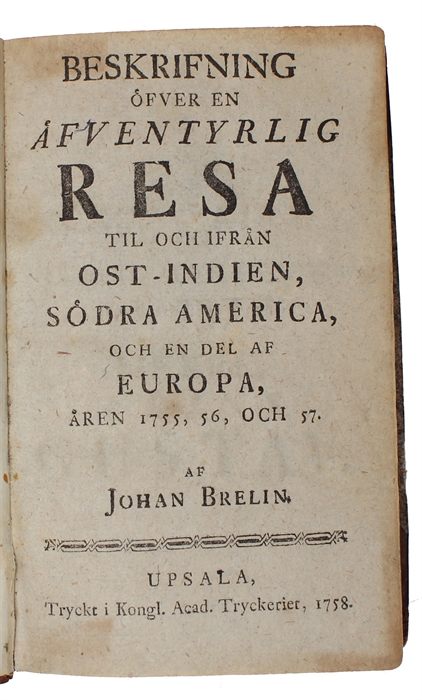 BESKRIFNING
ÖFVER EN
ÄFVENTYRLIG
RESA
TIL OCH IFRÅN
OST-INDIEN,
SÖDRA AMERICA,
OCH EN DEL AF
EUROPA,
ÅREN 1755, 56, OCH 57.
AF
JOHAN BRELIN.
UPSALA,
Tryckt i Kongl. Acad. Tryckeriet, 1758.